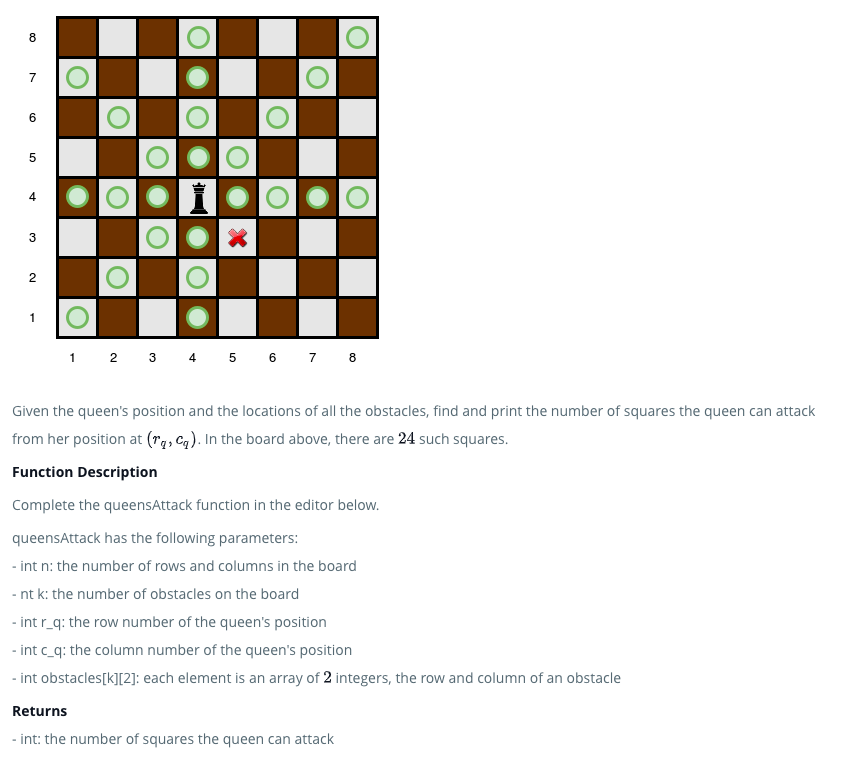 8
7
6
5
4
3
2
1
1 2 3 4 5 6 7 8
Given the queen's position and the locations of all the obstacles, find and print the number of squares the queen can attack
from her position at (r_q, c_q). In the board above, there are 24 such squares.
Function Description
Complete the queensAttack function in the editor below.
queensAttack has the following parameters:
- int n: the number of rows and columns in the board
- nt k: the number of obstacles on the board
- int r_q: the row number of the queen's position
- int c_q: the column number of the queen's position
- int obstacles[k][2]: each element is an array of 2 integers, the row and column of an obstacle
Returns
- int: the number of squares the queen can attack